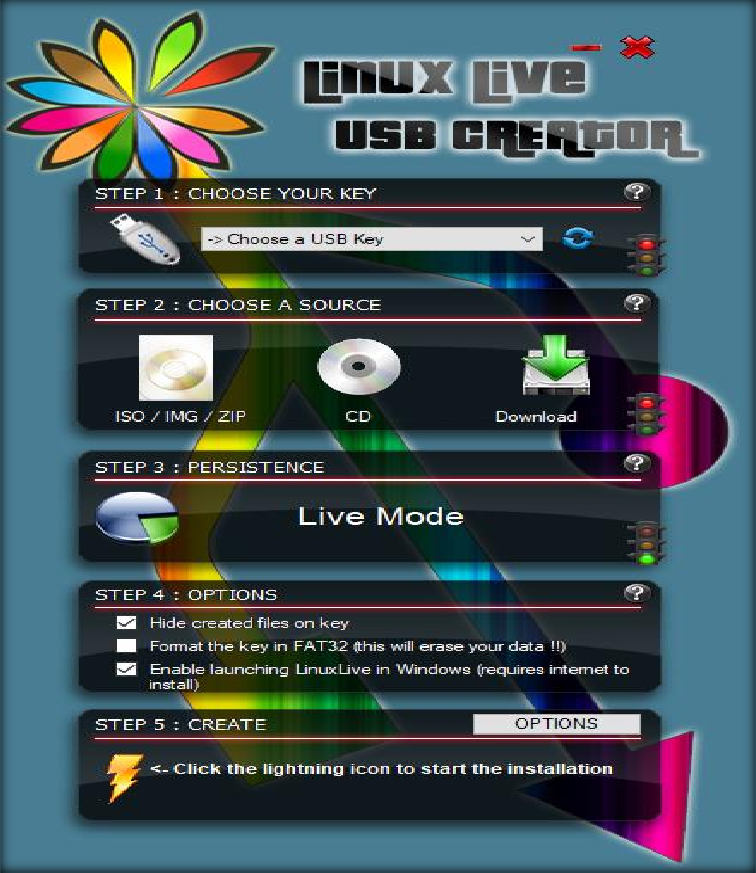 Linux Live
USB Creator
STEP 1 : CHOOSE YOUR KEY
?
-> Choose a USB Key
STEP 2 : CHOOSE A SOURCE
?
ISO / IMG / ZIP
CD
Download
STEP 3 : PERSISTENCE
?
Live Mode
STEP 4 : OPTIONS
?
Hide created files on key
Format the key in FAT32 (this will erase your data !!)
Enable launching LinuxLive in Windows (requires internet to
install)
STEP 5 : CREATE
OPTIONS
<- Click the lightning icon to start the installation